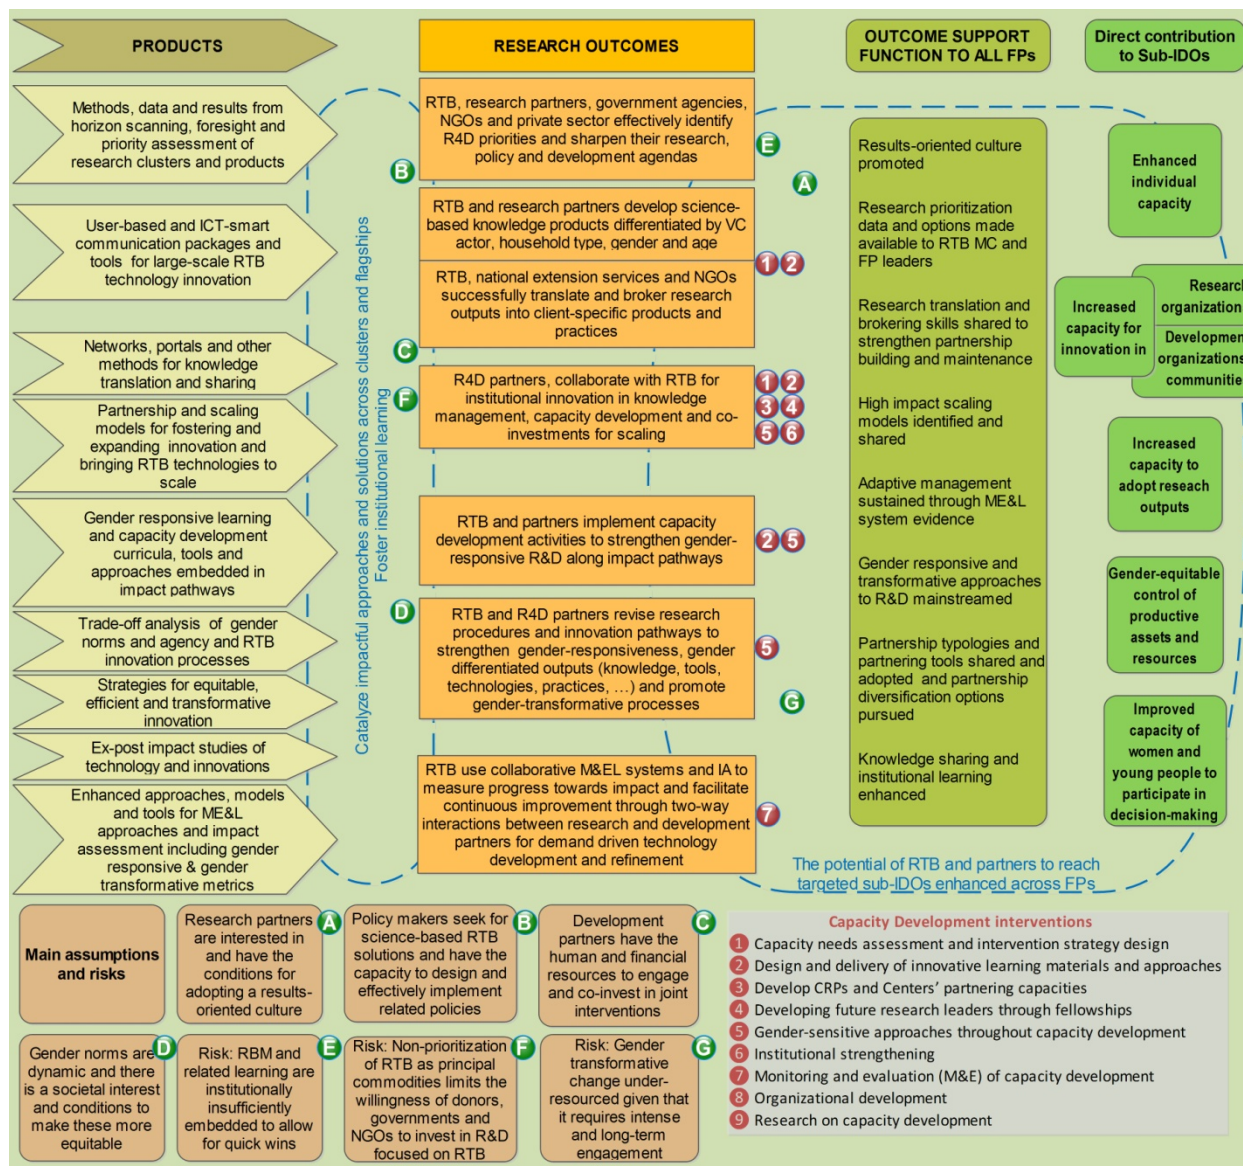 PRODUCTS
Methods, data and results from
horizon scanning, foresight and
priority assessment of
research clusters and products
User-based and ICT-smart
communication packages and
tools for large-scale RTB
technology innovation
Networks, portals and other
methods for knowledge
translation and sharing
Partnership and scaling
models for fostering and
expanding innovation and
bringing RTB technologies to
scale
Gender responsive learning
and capacity development
curricula, tools and
approaches embedded in
impact pathways
Trade-off analysis of gender
norms and agency and RTB
innovation processes
Strategies for equitable,
efficient and transformative
innovation
Ex-post impact studies of
technology and innovations
Enhanced approaches, models
and tools for ME&L
approaches and impact
assessment including gender
responsive & gender
transformative metrics
Catalyze impactful approaches and solutions across clusters and flagships
Foster institutional learning
B
C
F
D
RESEARCH OUTCOMES
RTB, research partners, government agencies,
NGOs and private sector effectively identify
R4D priorities and sharpen their research,
policy and development agendas
E
RTB and research partners develop science-
based knowledge products differentiated by VC
actor, household type, gender and age
1 2
RTB, national extension services and NGOs
successfully translate and broker research
outputs into client-specific products and
practices
R4D partners, collaborate with RTB for
institutional innovation in knowledge
management, capacity development and co-
investments for scaling
1 2
3 4
5 6
RTB and partners implement capacity
development activities to strengthen gender-
responsive R&D along impact pathways
2 5
RTB and R4D partners revise research
procedures and innovation pathways to
strengthen gender-responsiveness, gender
differentiated outputs (knowledge, tools,
technologies, practices, ...) and promote
gender-transformative processes
5
RTB use collaborative M&EL systems and IA to
measure progress towards impact and facilitate
continuous improvement through two-way
interactions between research and development
partners for demand driven technology
development and refinement
7
A
G
OUTCOME SUPPORT
FUNCTION TO ALL FPs
Results-oriented culture
promoted
Research prioritization
data and options made
available to RTB MC and
FP leaders
Research translation and
brokering skills shared to
strengthen partnership
building and maintenance
High impact scaling
models identified and
shared
Adaptive management
sustained through ME&L
system evidence
Gender responsive and
transformative approaches
to R&D mainstreamed
Partnership typologies and
partnering tools shared and
adopted and partnership
diversification options
pursued
Knowledge sharing and
institutional learning
enhanced
The potential of RTB and partners to reach
targeted sub-IDOs enhanced across FPs
Direct contribution
to Sub-IDOs
Enhanced
individual
capacity
Increased
capacity for
innovation in
Research
organization
Development
organizations
communities
Increased
capacity to
adopt reseach
outputs
Gender-equitable
control of
productive
assets and
resources
Improved
capacity of
women and
young people to
participate in
decision-making
Main assumptions
and risks
A
Research partners
are interested in
and have the
conditions for
adopting a results-
oriented culture
B
Policy makers seek for
science-based RTB
solutions and have the
capacity to design and
effectively implement
related policies
C
Development
partners have the
human and financial
resources to engage
and co-invest in joint
interventions
D
Gender norms are
dynamic and there
is a societal interest
and conditions to
make these more
equitable
E
Risk: RBM and
related learning are
institutionally
insufficiently
embedded to allow
for quick wins
F
Risk: Non-prioritization
of RTB as principal
commodities limits the
willingness of donors,
governments and
NGOs to invest in R&D
focused on RTB
G
Risk: Gender
transformative
change under-
resourced given that
it requires intense
and long-term
engagement
Capacity Development interventions
1 Capacity needs assessment and intervention strategy design
2 Design and delivery of innovative learning materials and approaches
3 Develop CRPs and Centers' partnering capacities
4 Developing future research leaders through fellowships
5 Gender-sensitive approaches throughout capacity development
6 Institutional strengthening
7 Monitoring and evaluation (M&E) of capacity development
8 Organizational development
9 Research on capacity development